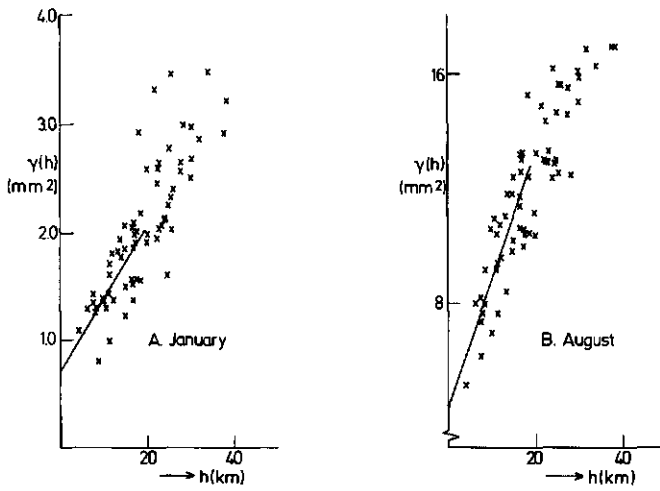 4.0
3.0
γ(h)
(mm²)
2.0
1.0
A. January
20
40
→h(km)
16
γ(h)
(mm²)
8
B. August
0
20
40
→h(km)